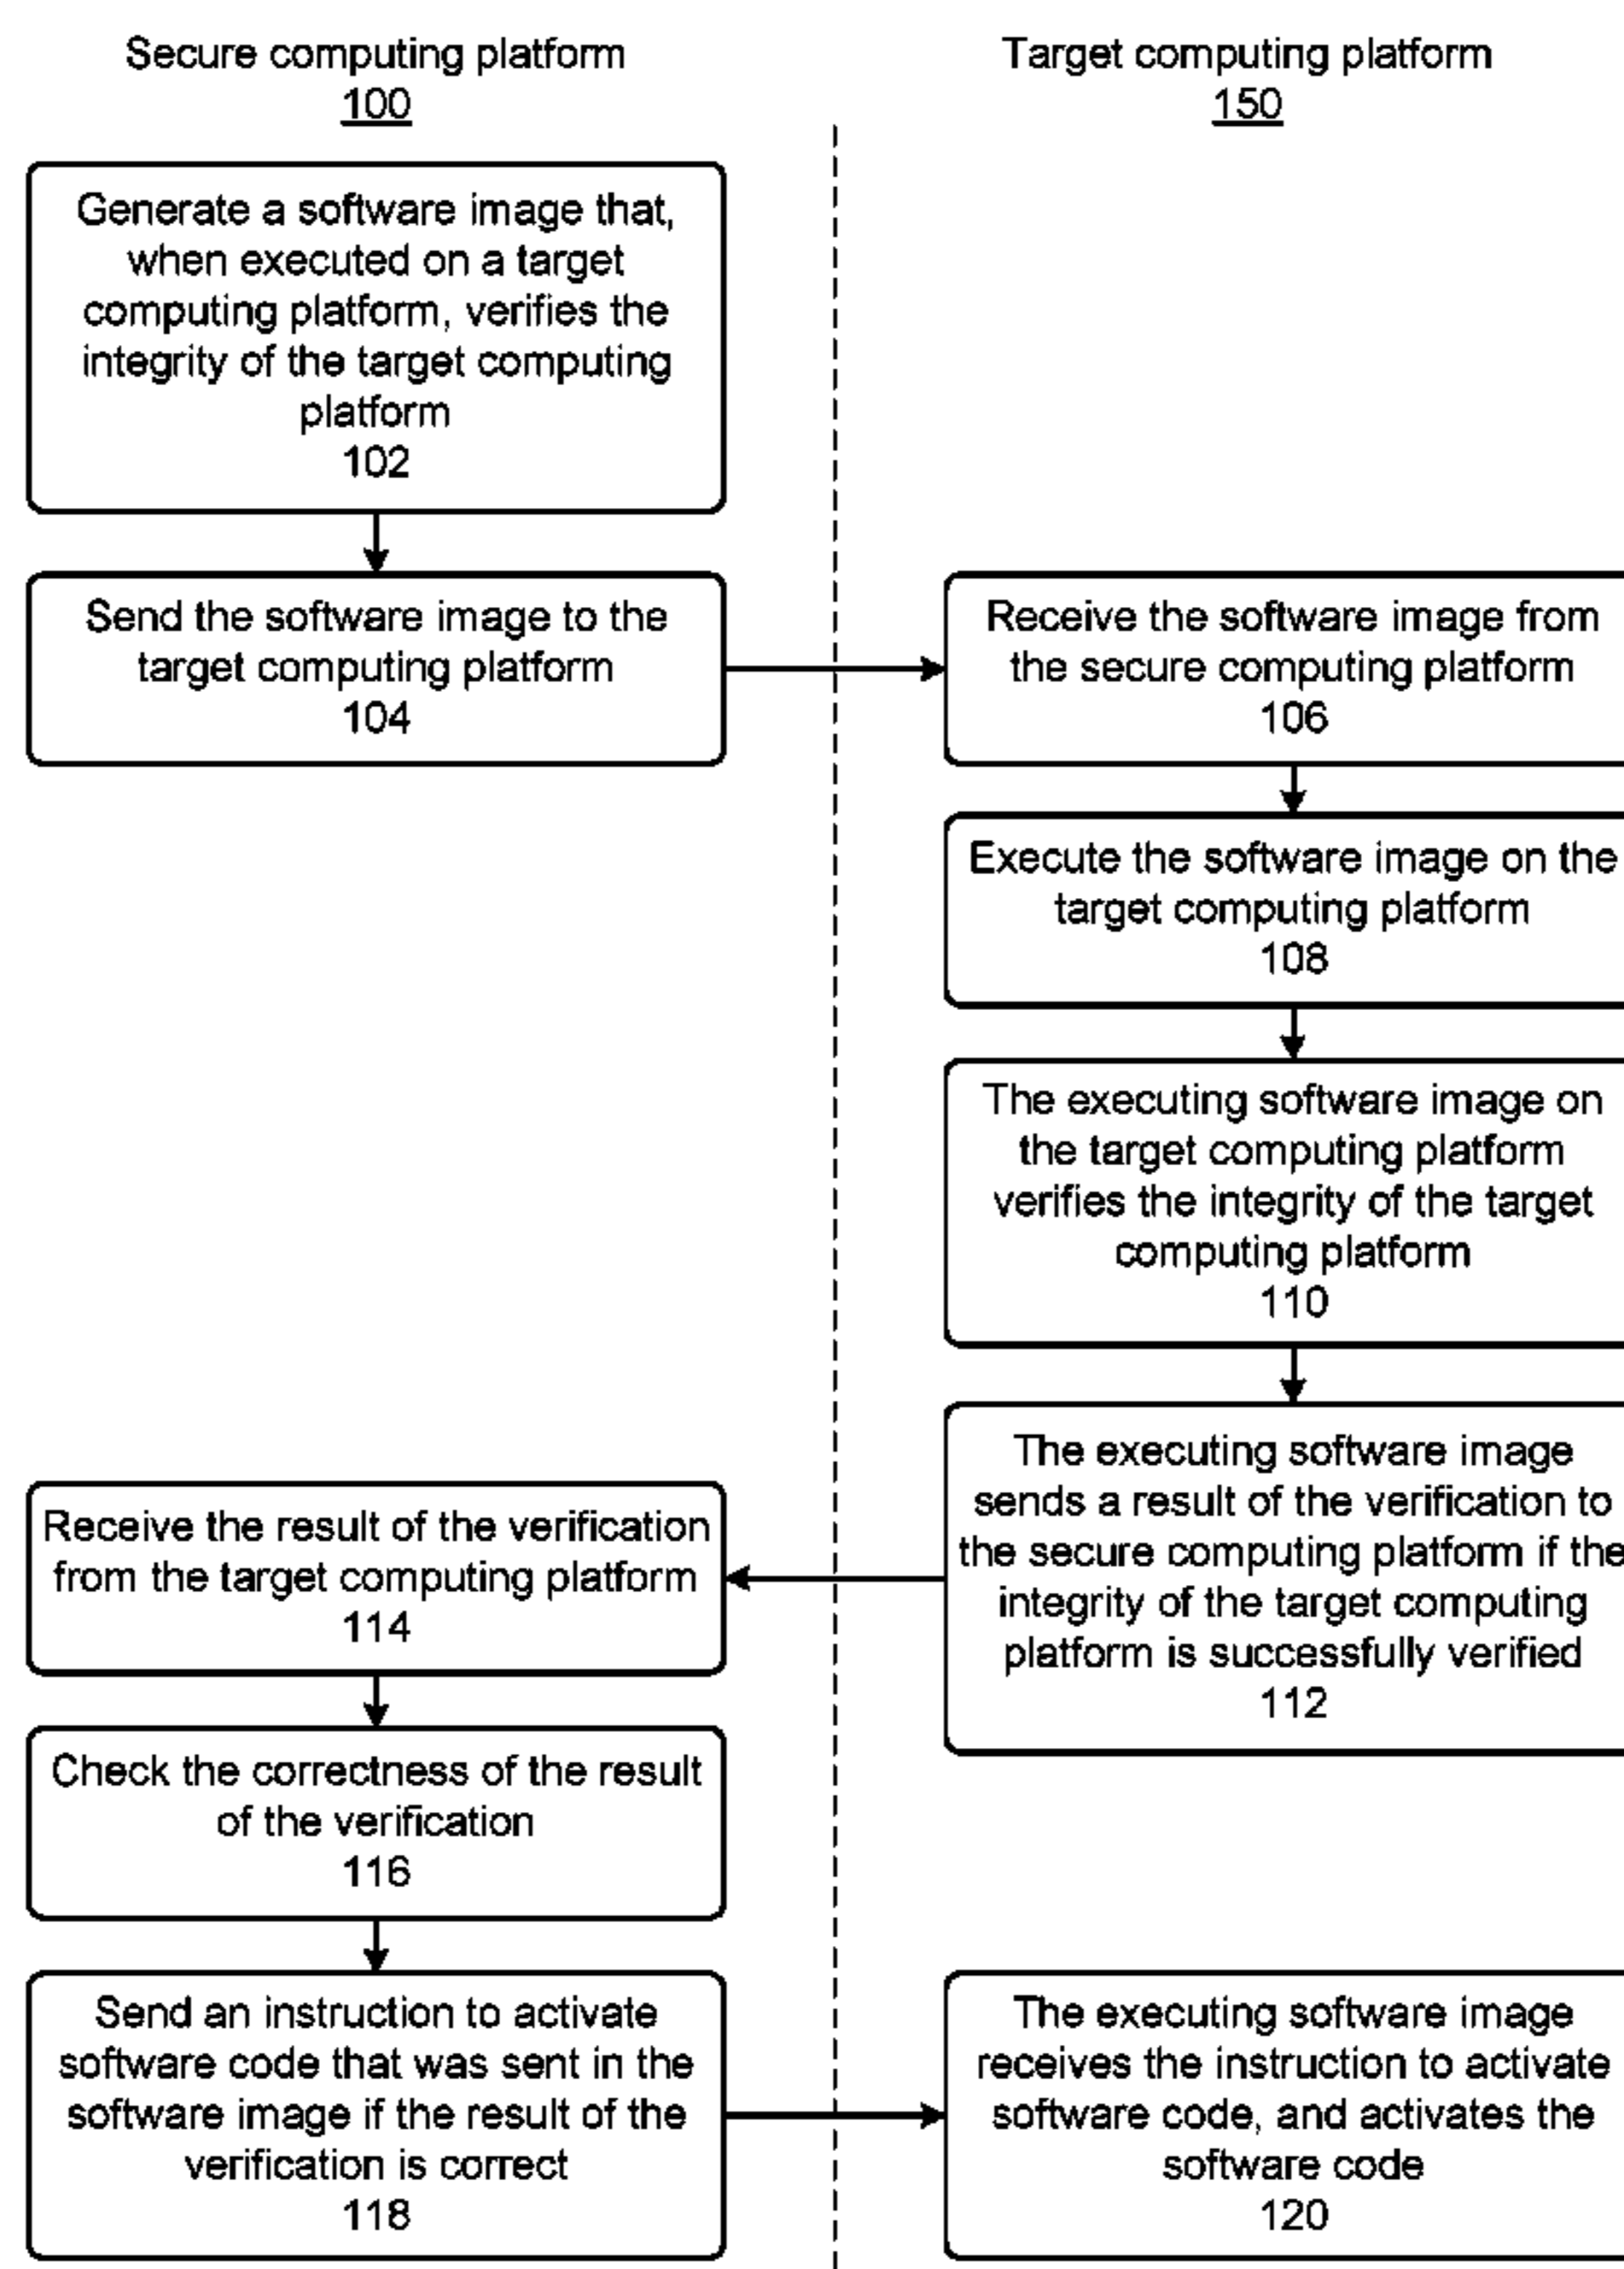 Secure computing platform
100
Target computing platform
150
Generate a software image that,
when executed on a target
computing platform, verifies the
integrity of the target computing
platform
102
Send the software image to the
target computing platform
104
Receive the software image from
the secure computing platform
106
Execute the software image on the
target computing platform
108
The executing software image on
the target computing platform
verifies the integrity of the target
computing platform
110
The executing software image
sends a result of the verification to
the secure computing platform if the
integrity of the target computing
platform is successfully verified
112
Receive the result of the verification
from the target computing platform
114
Check the correctness of the result
of the verification
116
Send an instruction to activate
software code that was sent in the
software image if the result of the
verification is correct
118
The executing software image
receives the instruction to activate
software code, and activates the
software code
120